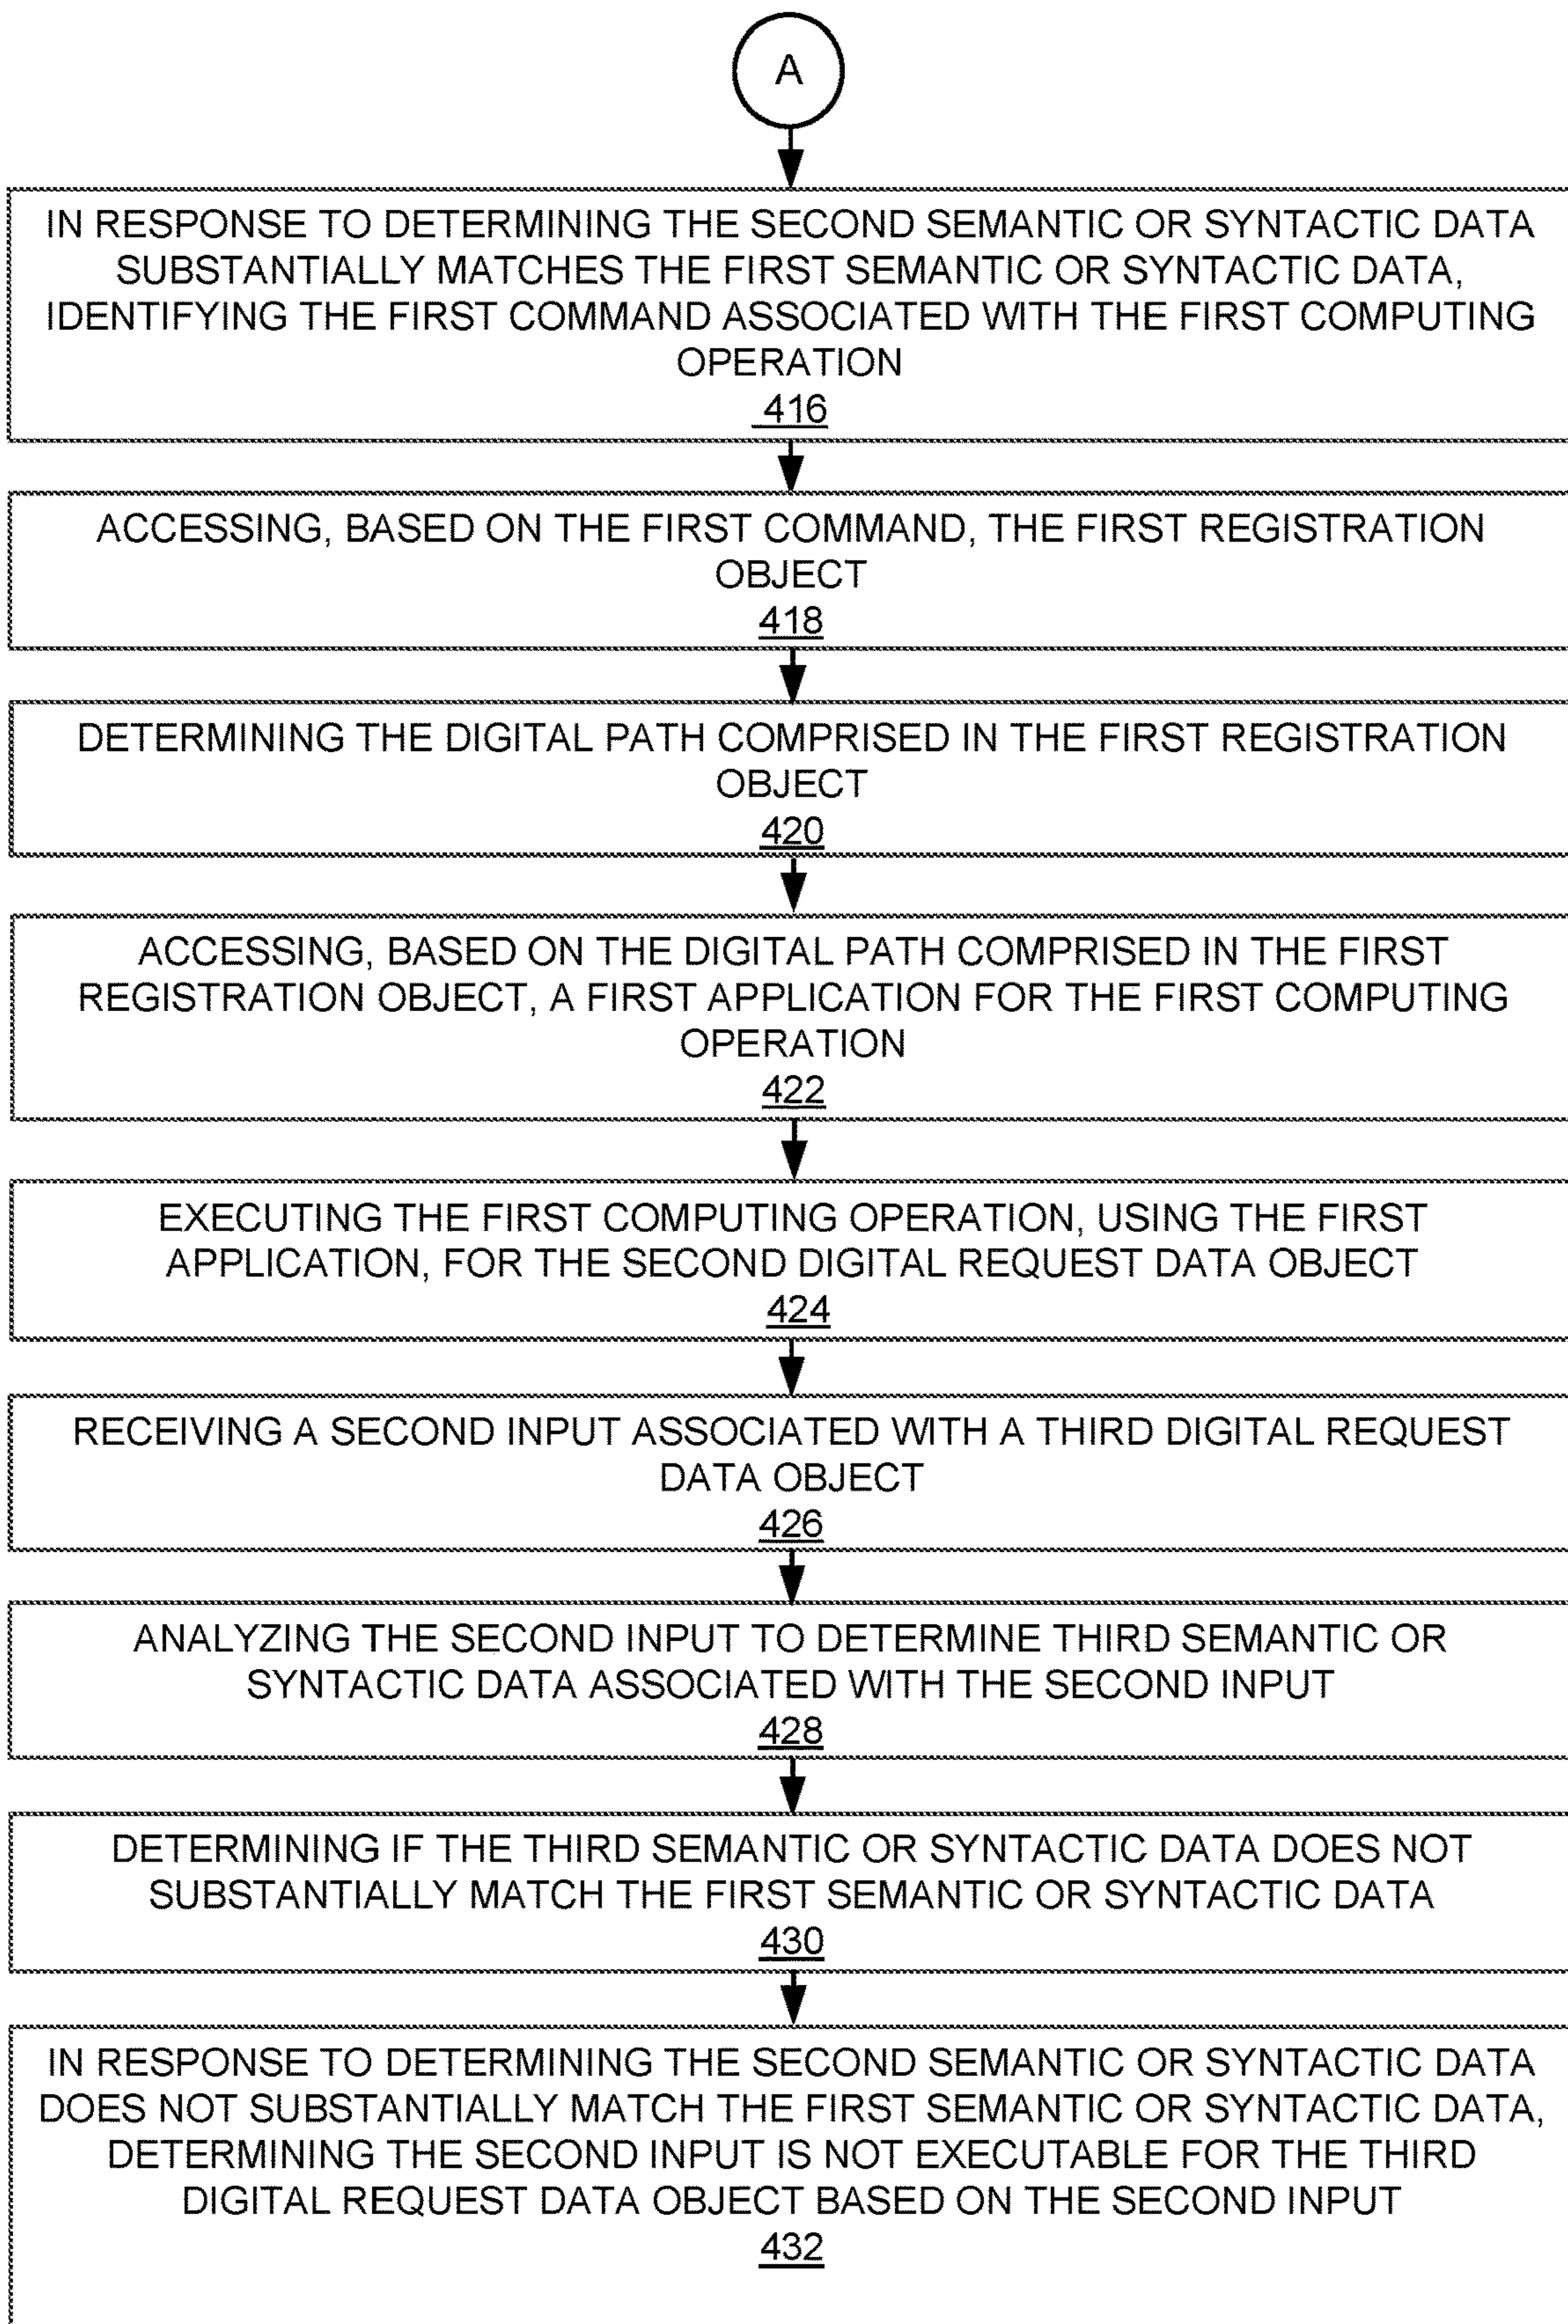 A
IN RESPONSE TO DETERMINING THE SECOND SEMANTIC OR SYNTACTIC DATA
SUBSTANTIALLY MATCHES THE FIRST SEMANTIC OR SYNTACTIC DATA,
IDENTIFYING THE FIRST COMMAND ASSOCIATED WITH THE FIRST COMPUTING
OPERATION
416
ACCESSING, BASED ON THE FIRST COMMAND, THE FIRST REGISTRATION
OBJECT
418
DETERMINING THE DIGITAL PATH COMPRISED IN THE FIRST REGISTRATION
OBJECT
420
ACCESSING, BASED ON THE DIGITAL PATH COMPRISED IN THE FIRST
REGISTRATION OBJECT, A FIRST APPLICATION FOR THE FIRST COMPUTING
OPERATION
422
EXECUTING THE FIRST COMPUTING OPERATION, USING THE FIRST
APPLICATION, FOR THE SECOND DIGITAL REQUEST DATA OBJECT
424
RECEIVING A SECOND INPUT ASSOCIATED WITH A THIRD DIGITAL REQUEST
DATA OBJECT
426
ANALYZING THE SECOND INPUT TO DETERMINE THIRD SEMANTIC OR
SYNTACTIC DATA ASSOCIATED WITH THE SECOND INPUT
428
DETERMINING IF THE THIRD SEMANTIC OR SYNTACTIC DATA DOES NOT
SUBSTANTIALLY MATCH THE FIRST SEMANTIC OR SYNTACTIC DATA
430
IN RESPONSE TO DETERMINING THE SECOND SEMANTIC OR SYNTACTIC DATA
DOES NOT SUBSTANTIALLY MATCH THE FIRST SEMANTIC OR SYNTACTIC DATA,
DETERMINING THE SECOND INPUT IS NOT EXECUTABLE FOR THE THIRD
DIGITAL REQUEST DATA OBJECT BASED ON THE SECOND INPUT
432